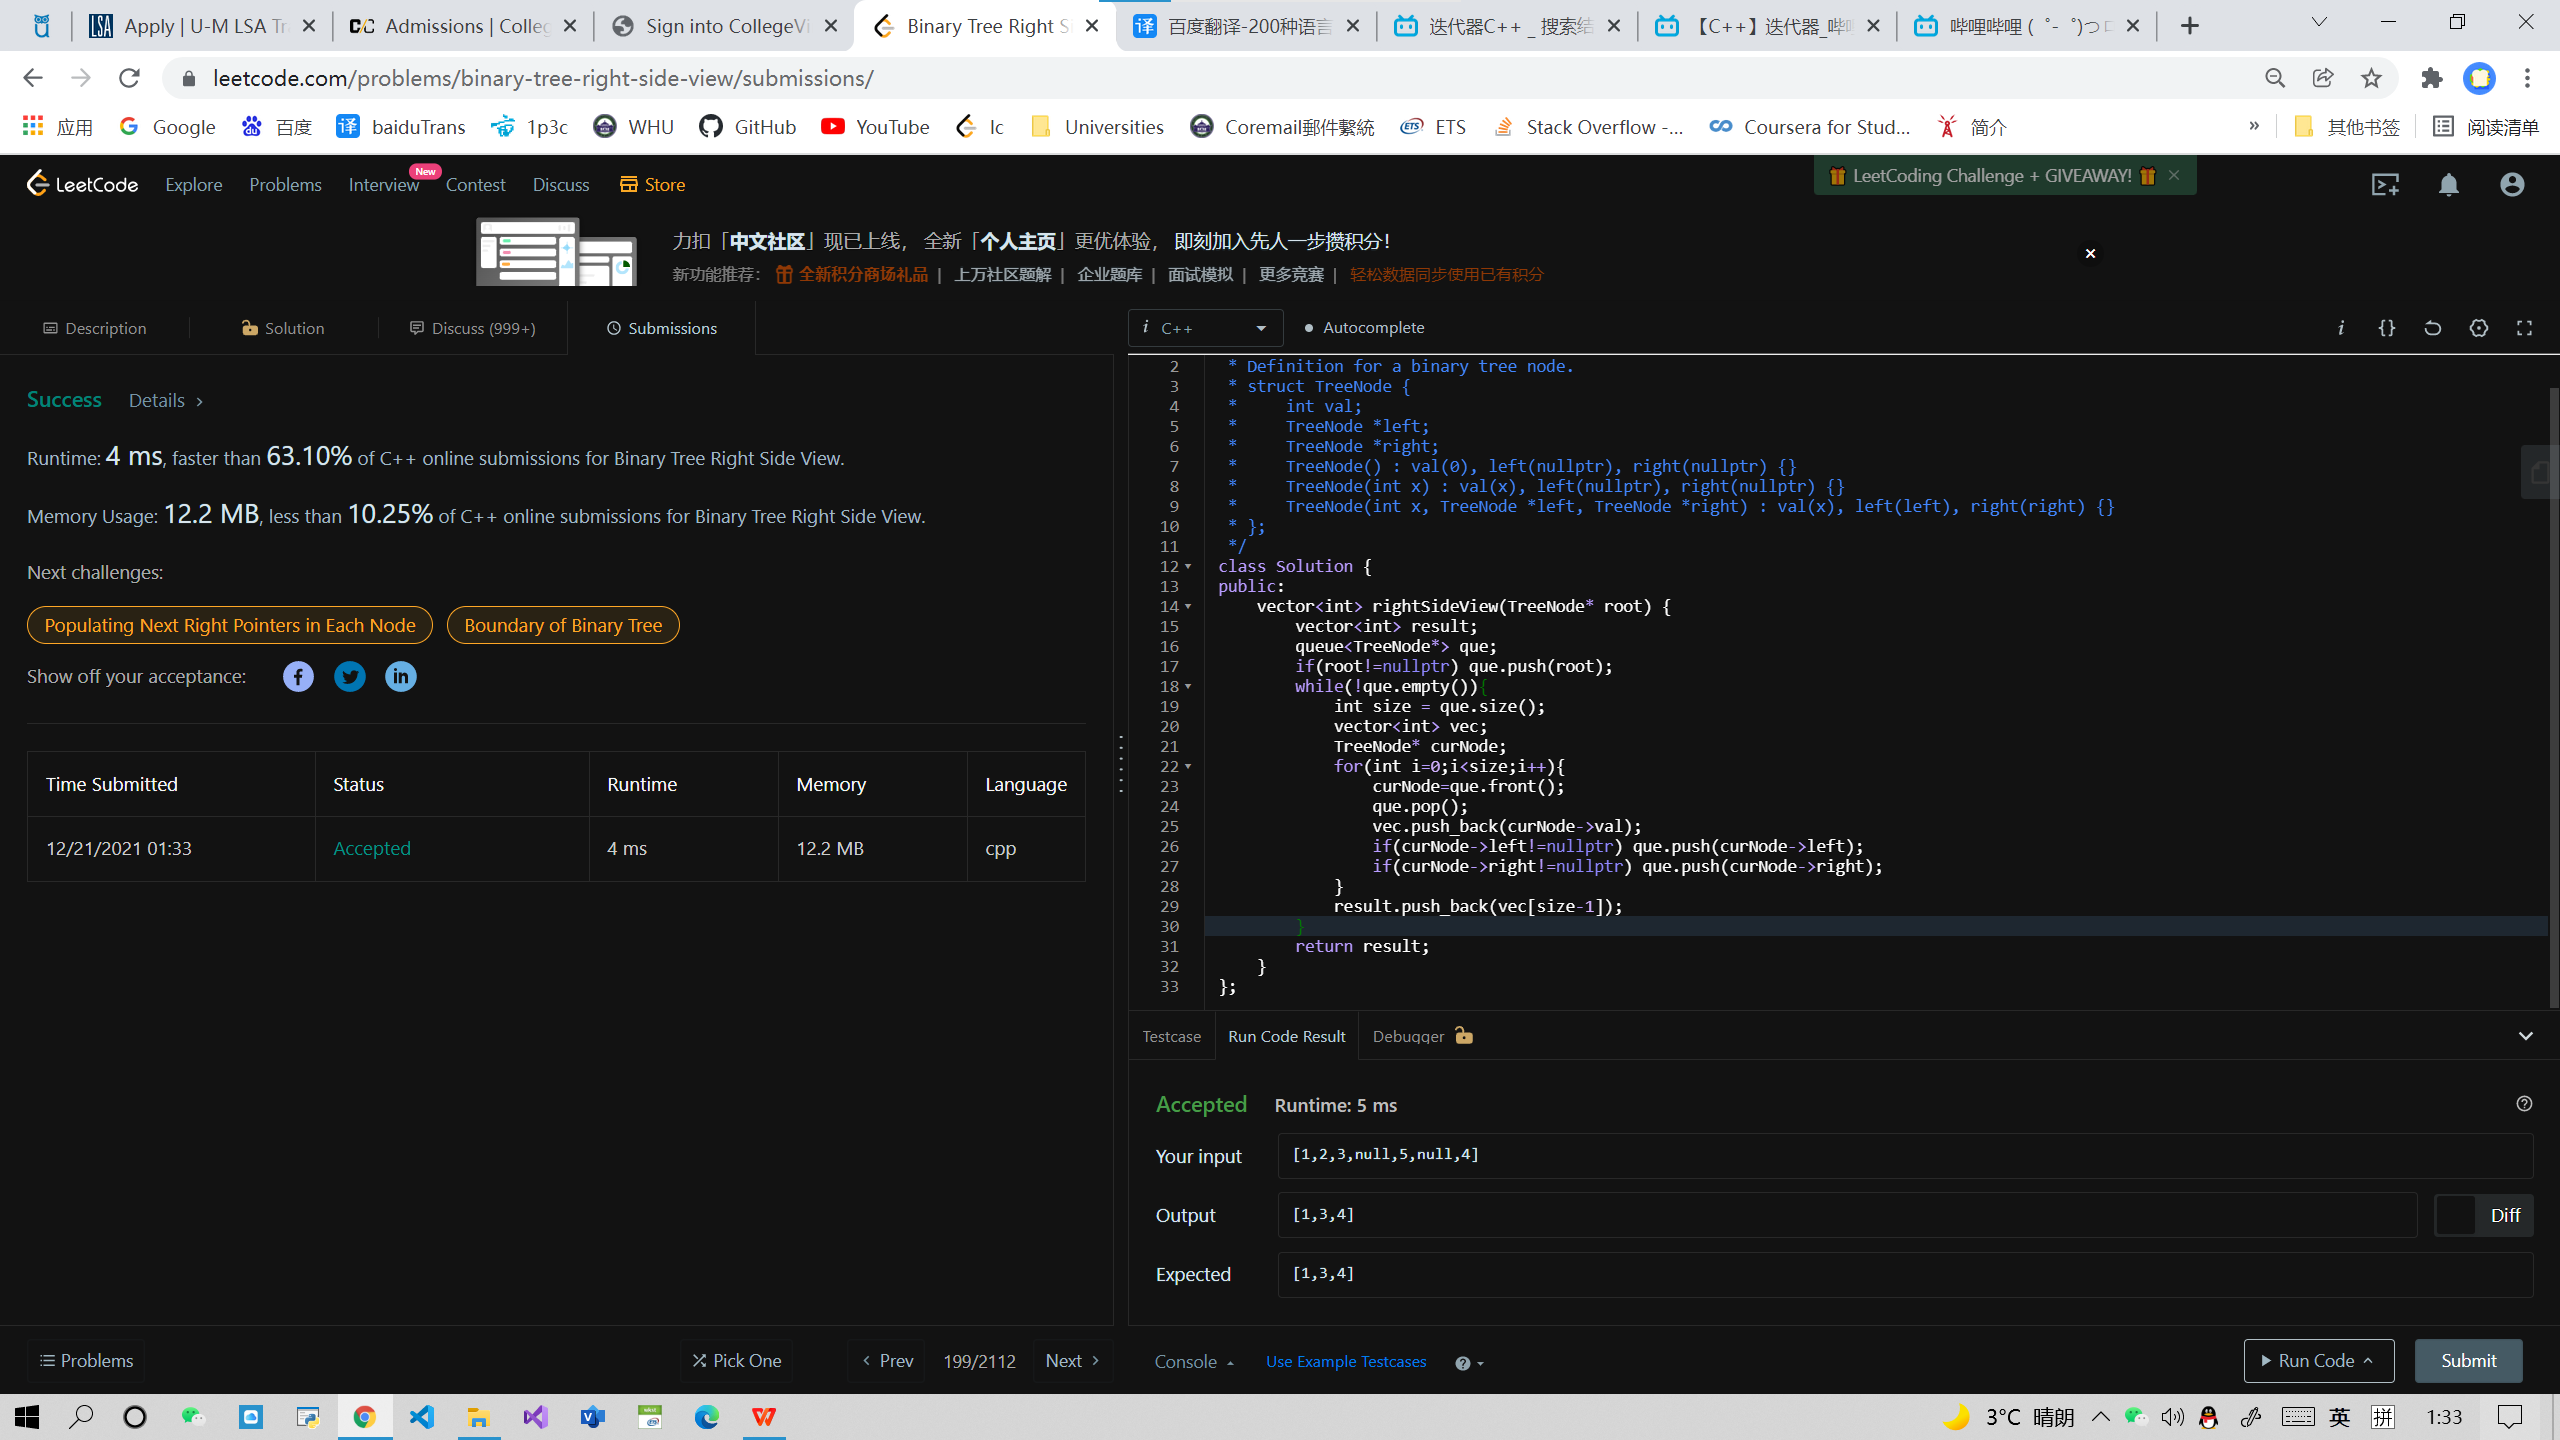 Apply | U-M LSA Tr
Admissions | Colleg
Sign into CollegeVi
Binary Tree Right S
百度翻译-200种语言
迭代器C++ _ 搜索结
【C++】迭代器_哔哩
哔哩哔哩 (゜-゜)つロ
leetcode.com/problems/binary-tree-right-side-view/submissions/
应用
Google
百度
baiduTrans
1p3c
WHU
GitHub
YouTube
lc
Universities
Coremail郵件繫統
ETS
Stack Overflow -...
Coursera for Stud...
简介
»
其他书签
阅读清单
LeetCode
Explore
Problems
Interview
New
Contest
Discuss
Store
LeetCoding Challenge + GIVEAWAY!
力扣「中文社区」现已上线, 全新「个人主页」更优体验, 即刻加入先人一步攒积分!
新功能推荐: 全新积分商场礼品 | 上万社区题解 | 企业题库 | 面试模拟 | 更多竞赛 | 轻松数据同步使用已有积分
Description
Solution
Discuss (999+)
Submissions
Success Details >
Runtime: 4 ms, faster than 63.10% of C++ online submissions for Binary Tree Right Side View.
Memory Usage: 12.2 MB, less than 10.25% of C++ online submissions for Binary Tree Right Side View.
Next challenges:
Populating Next Right Pointers in Each Node
Boundary of Binary Tree
Show off your acceptance:
Time Submitted Status Runtime Memory Language
12/21/2021 01:33 Accepted 4 ms 12.2 MB cpp
Problems
Pick One
Prev
199/2112
Next
i C++
Autocomplete
i {}
2 * Definition for a binary tree node.
3 * struct TreeNode {
4 *     int val;
5 *     TreeNode *left;
6 *     TreeNode *right;
7 *     TreeNode() : val(0), left(nullptr), right(nullptr) {}
8 *     TreeNode(int x) : val(x), left(nullptr), right(nullptr) {}
9 *     TreeNode(int x, TreeNode *left, TreeNode *right) : val(x), left(left), right(right) {}
10 * };
11 */
12 class Solution {
13 public:
14     vector<int> rightSideView(TreeNode* root) {
15         vector<int> result;
16         queue<TreeNode*> que;
17         if(root!=nullptr) que.push(root);
18         while(!que.empty()){
19             int size = que.size();
20             vector<int> vec;
21             TreeNode* curNode;
22             for(int i=0;i<size;i++){
23                 curNode=que.front();
24                 que.pop();
25                 vec.push_back(curNode->val);
26                 if(curNode->left!=nullptr) que.push(curNode->left);
27                 if(curNode->right!=nullptr) que.push(curNode->right);
28             }
29             result.push_back(vec[size-1]);
30         }
31         return result;
32     }
33 };
Testcase
Run Code Result
Debugger
Accepted Runtime: 5 ms
Your input [1,2,3,null,5,null,4]
Output [1,3,4]
Diff
Expected [1,3,4]
Console
Use Example Testcases
Run Code
Submit
3°C 晴朗
英
拼
1:33